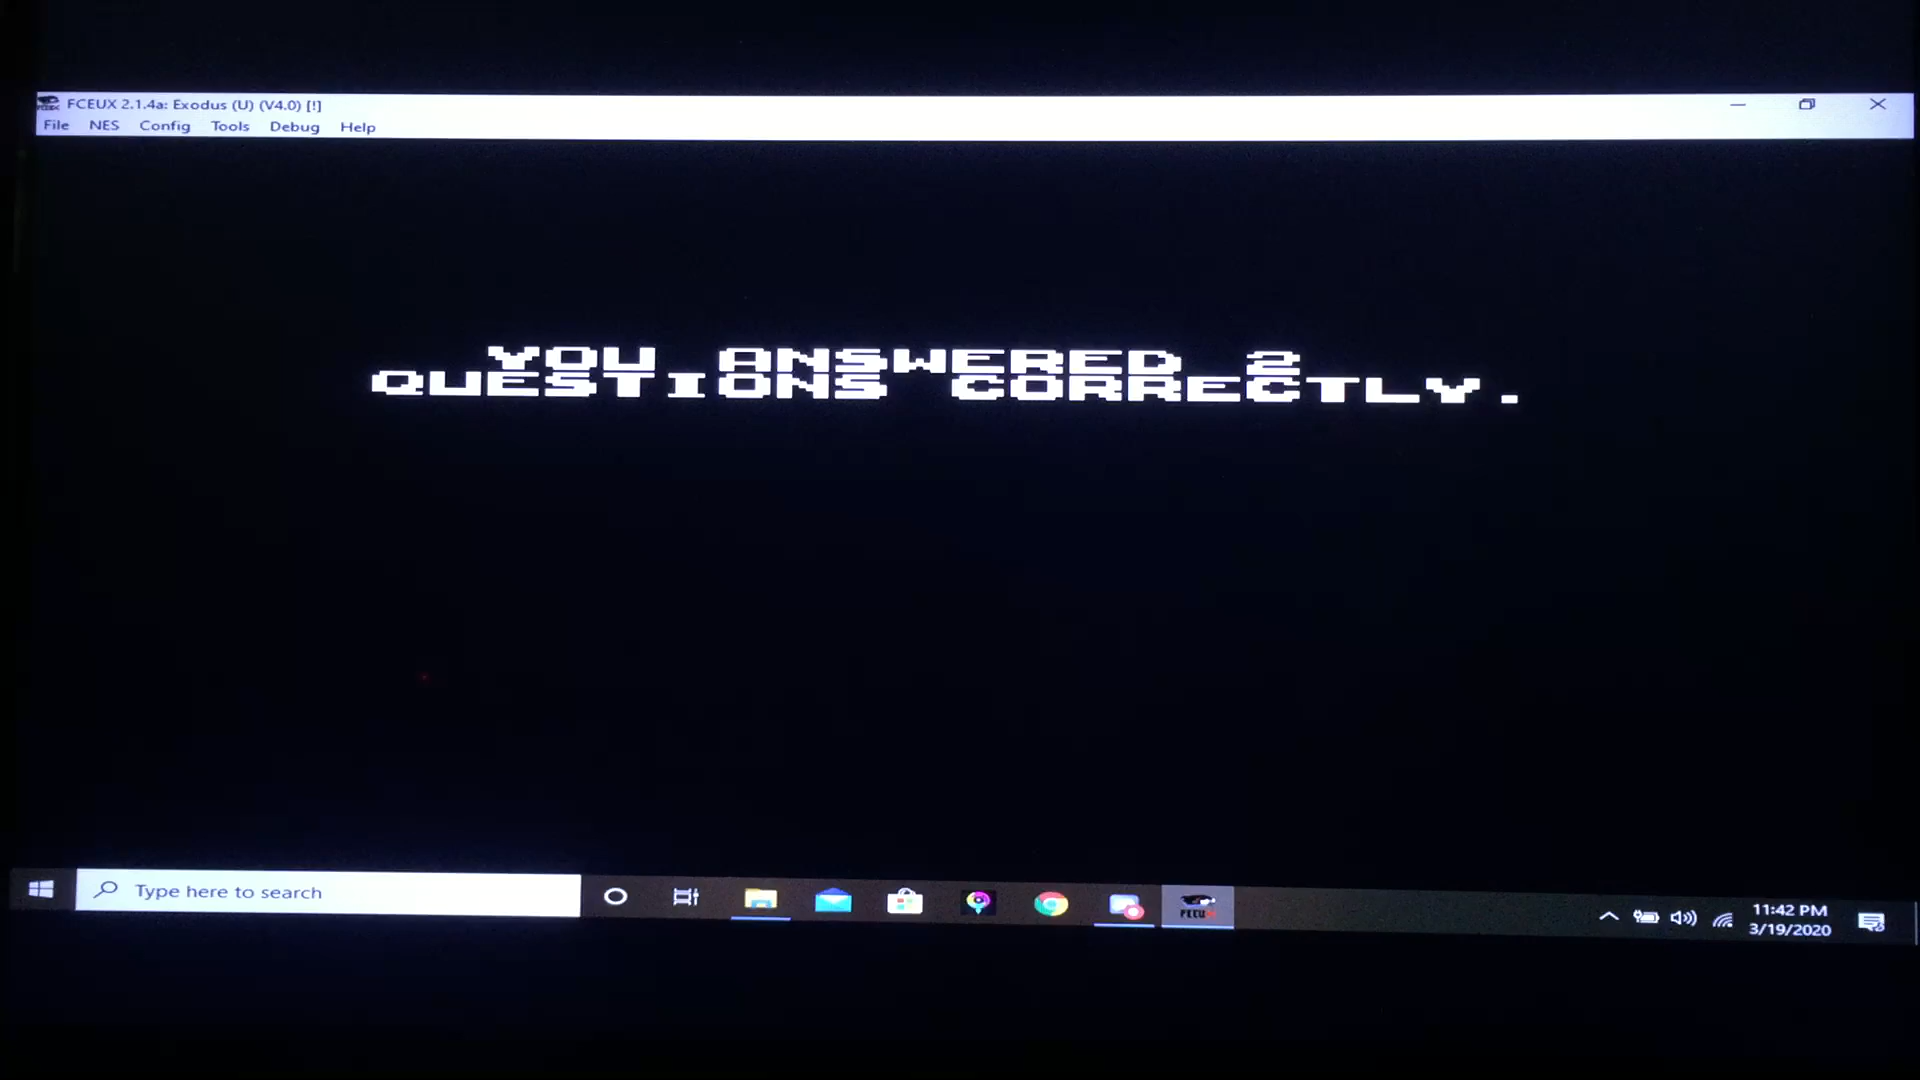 FCEUX 2.1.4a: Exodus (U) (V4.0) [!]
File NES Config Tools Debug Help
YOU ANSWERED 2
QUESTIONS CORRECTLY.
Type here to search
FCEUX
11:42 PM
3/19/2020